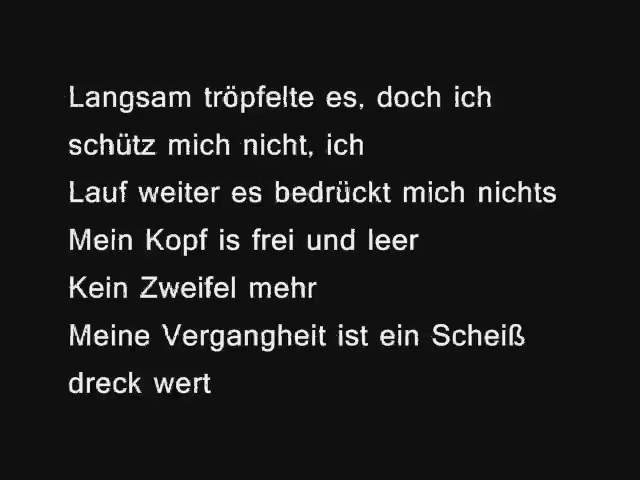 Langsam tröpfelte es, doch ich
schütz mich nicht, ich
Lauf weiter es bedrückt mich nichts
Mein Kopf is frei und leer
Kein Zweifel mehr
Meine Vergangheit ist ein Scheiß
dreck wert